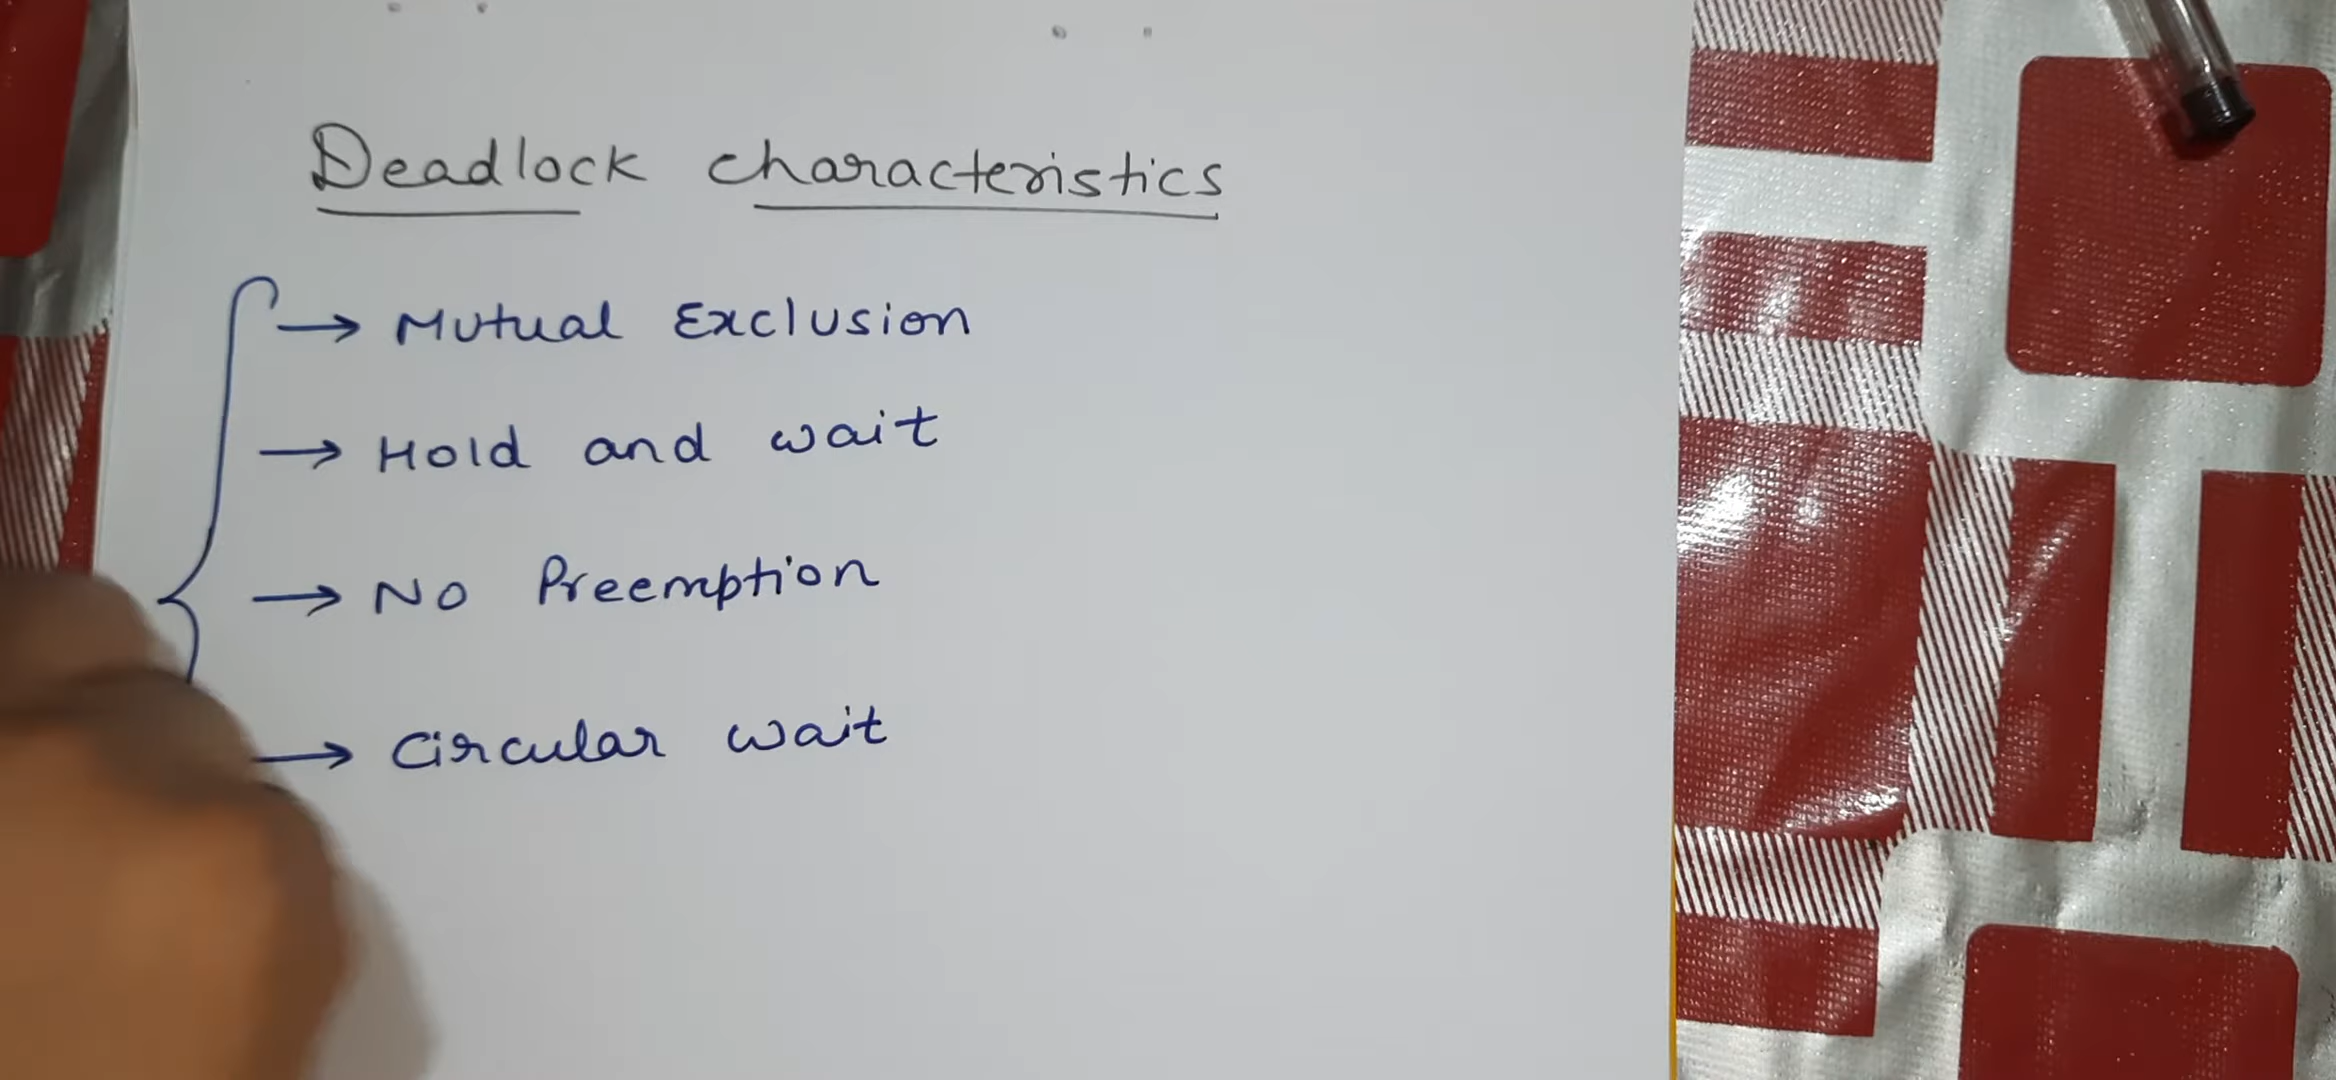 Deadlock characteristics
→ Mutual Exclusion
→ Hold and wait
→ No Preemption
→ Circular wait